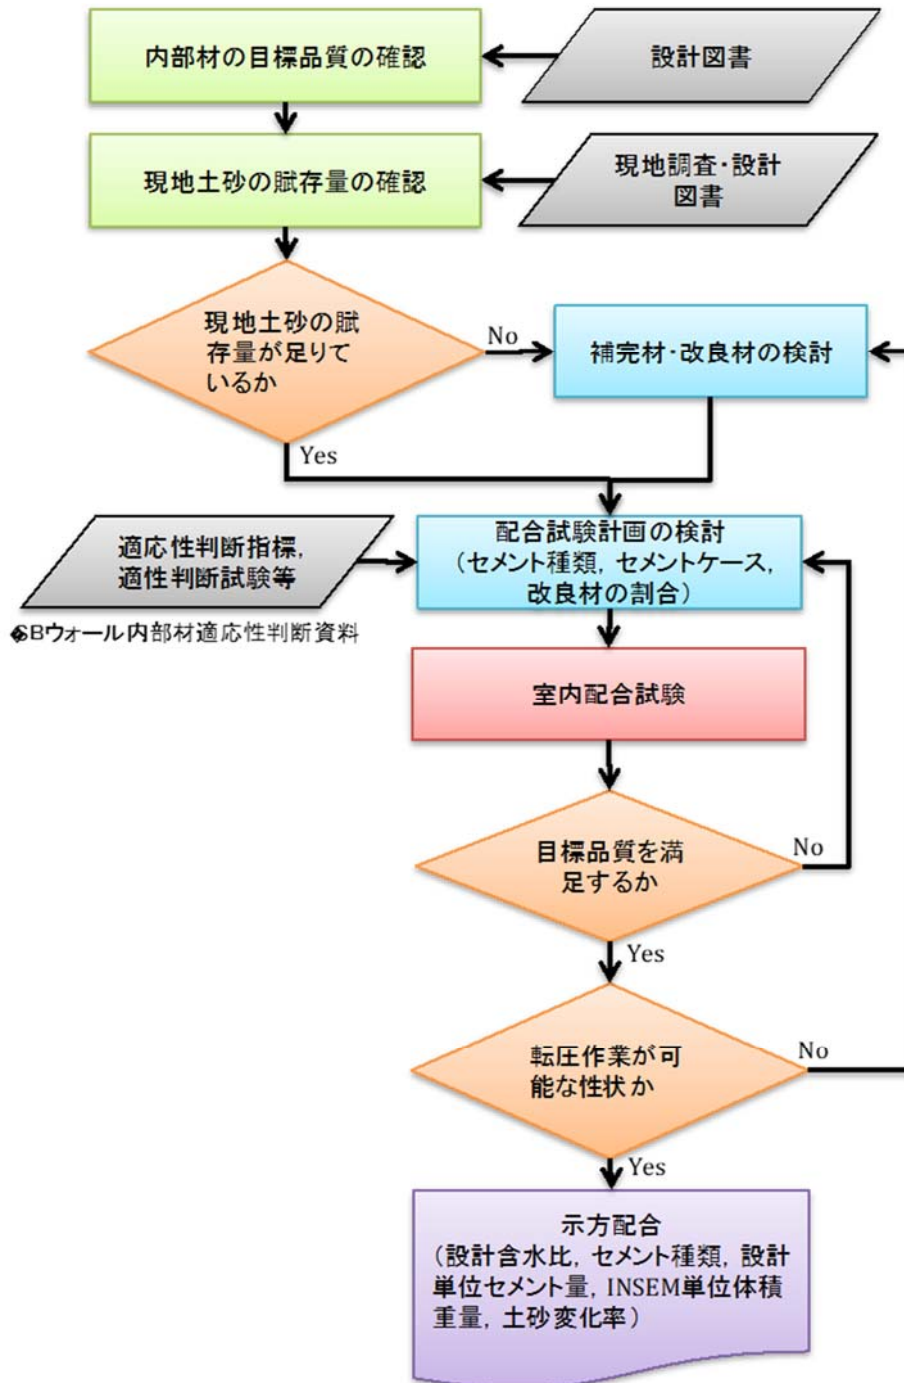 内部材の目標品質の確認
設計図書
現地土砂の賦存量の確認
現地調査・設計
図書
現地土砂の賦
存量が足りて
いるか
No
補完材・改良材の検討
Yes
適応性判断指標,
適性判断試験等
配合試験計画の検討
(セメント種類, セメントケース,
改良材の割合)
�SBウォール内部材適応性判断資料
室内配合試験
目標品質を満
足するか
No
Yes
転圧作業が可
能な性状か
No
Yes
示方配合
(設計含水比, セメント種類, 設計
単位セメント量, INSEM単位体積
重量, 土砂変化率)